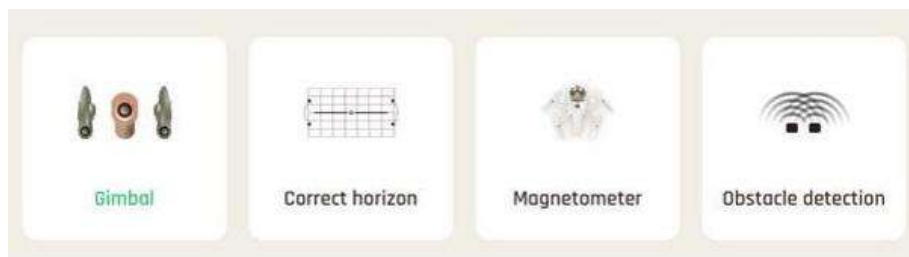 Gimbal
Correct horizon
Magnetometer
Obstacle detection